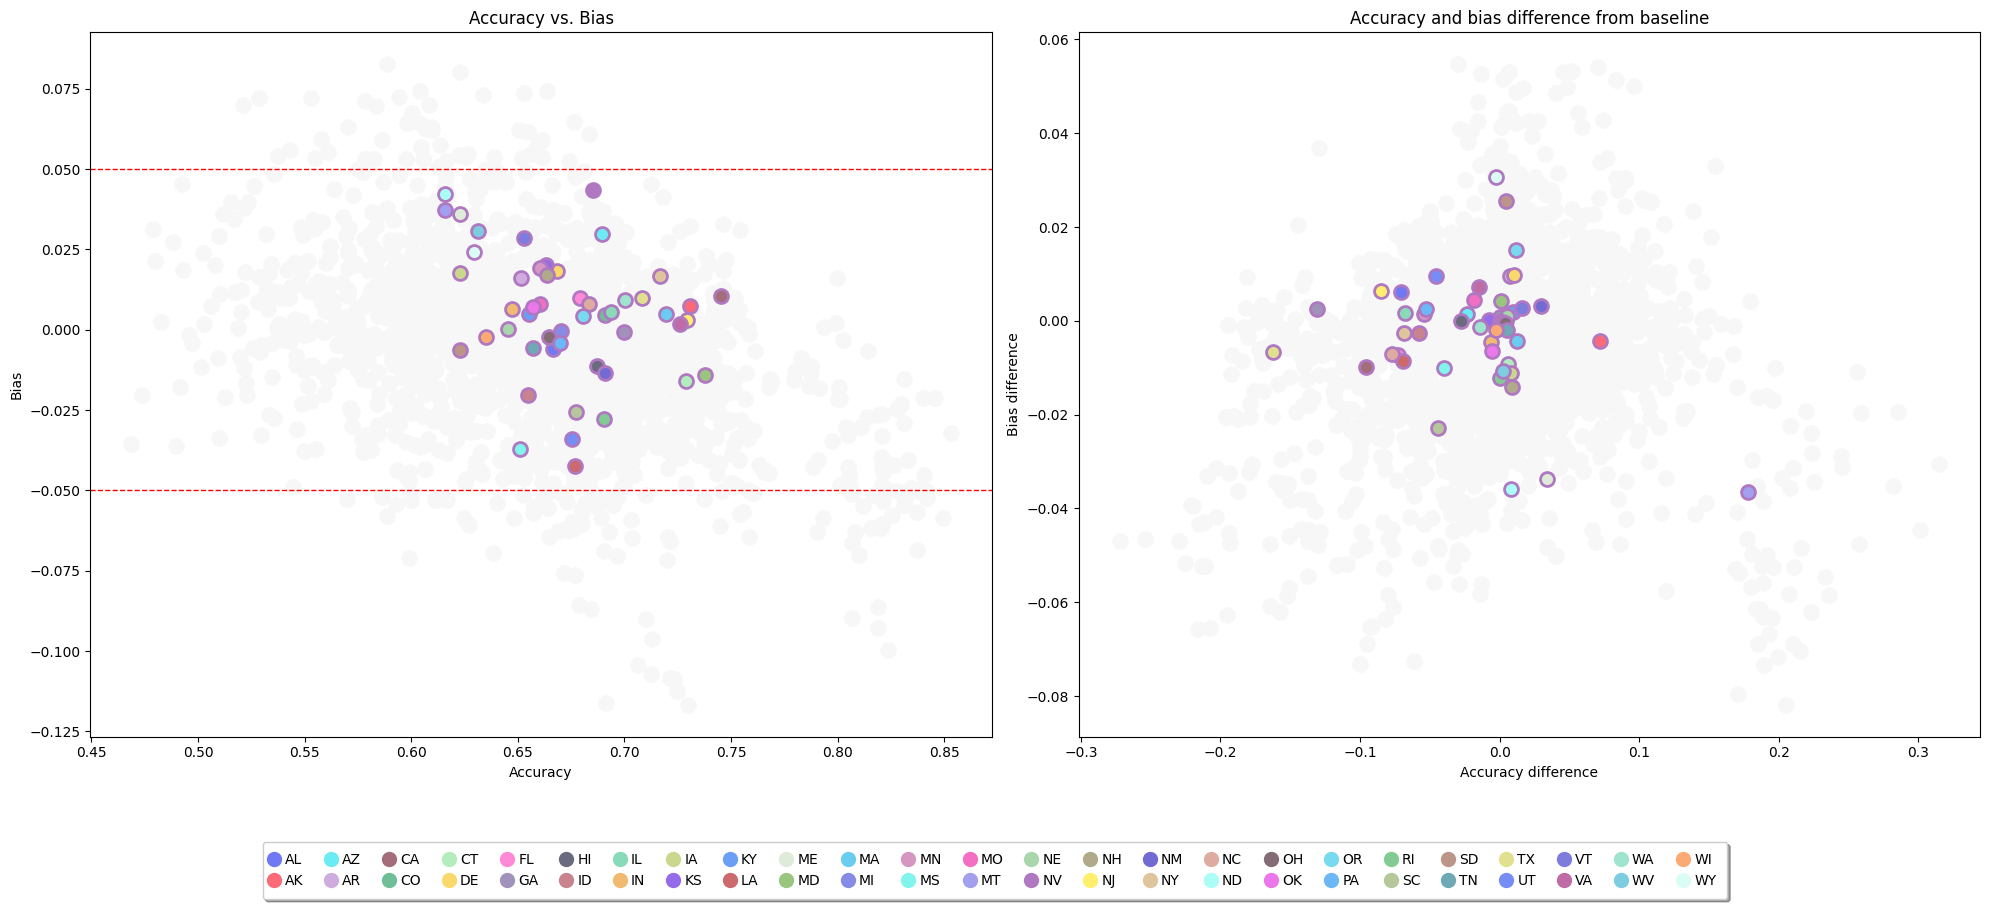 Accuracy vs. Bias
0.075
0.050
0.025
0.000
−0.025
−0.050
−0.075
−0.100
−0.125
Bias
0.45 0.50 0.55 0.60 0.65 0.70 0.75 0.80 0.85
Accuracy
Accuracy and bias difference from baseline
0.06
0.04
0.02
0.00
−0.02
−0.04
−0.06
−0.08
Bias difference
−0.3 −0.2 −0.1 0.0 0.1 0.2 0.3
Accuracy difference
AL AZ CA CT FL HI IL IA KY ME MA MN MO NE NH NM NC OH OR RI SD TX VT WA WI
AK AR CO DE GA ID IN KS LA MD MI MS MT NV NJ NY ND OK PA SC TN UT VA WV WY